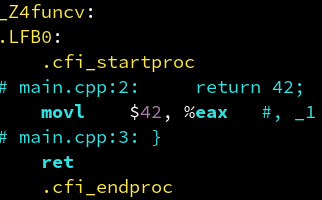 _Z4funcv:
.LFB0:
.cfi_startproc
# main.cpp:2:     return 42;
movl    $42, %eax   #, _1
# main.cpp:3: }
ret
.cfi_endproc